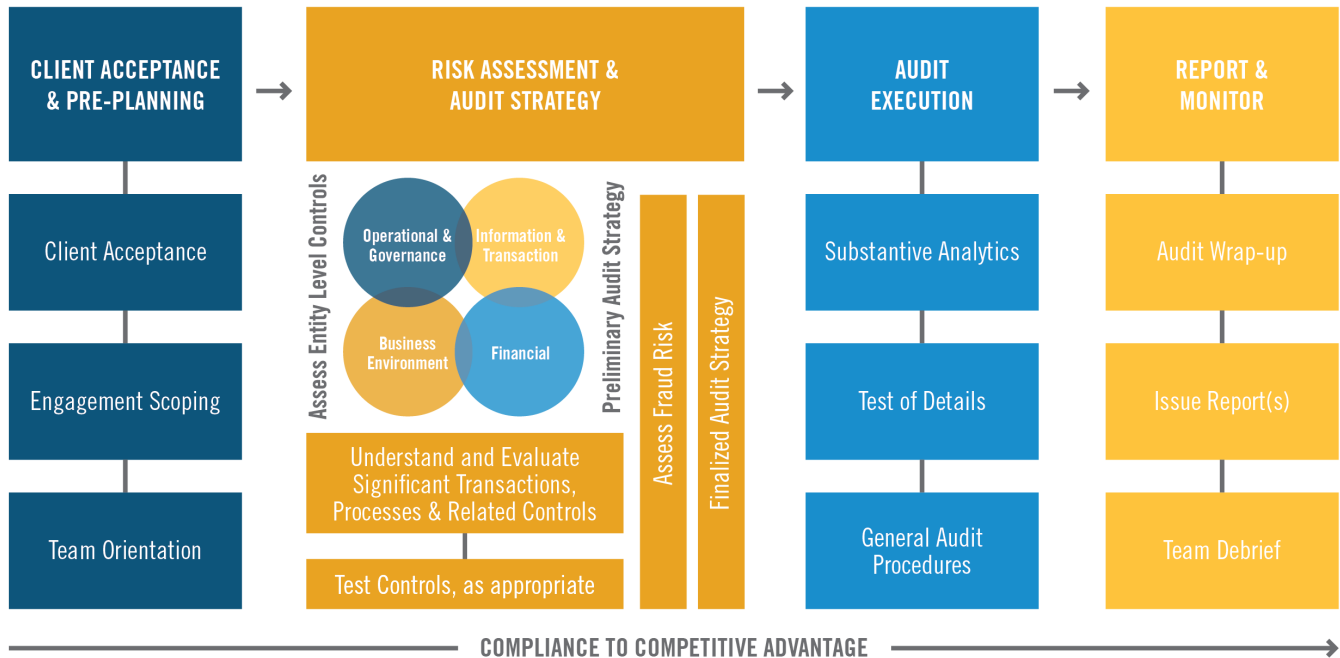 CLIENT ACCEPTANCE
& PRE-PLANNING
Client Acceptance
Engagement Scoping
Team Orientation
RISK ASSESSMENT &
AUDIT STRATEGY
Assess Entity Level Controls
Operational &
Governance
Information &
Transaction
Business
Environment
Financial
Preliminary Audit Strategy
Understand and Evaluate
Significant Transactions,
Processes & Related Controls
Test Controls, as appropriate
Assess Fraud Risk
Finalized Audit Strategy
AUDIT
EXECUTION
Substantive Analytics
Test of Details
General Audit
Procedures
REPORT &
MONITOR
Audit Wrap-up
Issue Report(s)
Team Debrief
COMPLIANCE TO COMPETITIVE ADVANTAGE